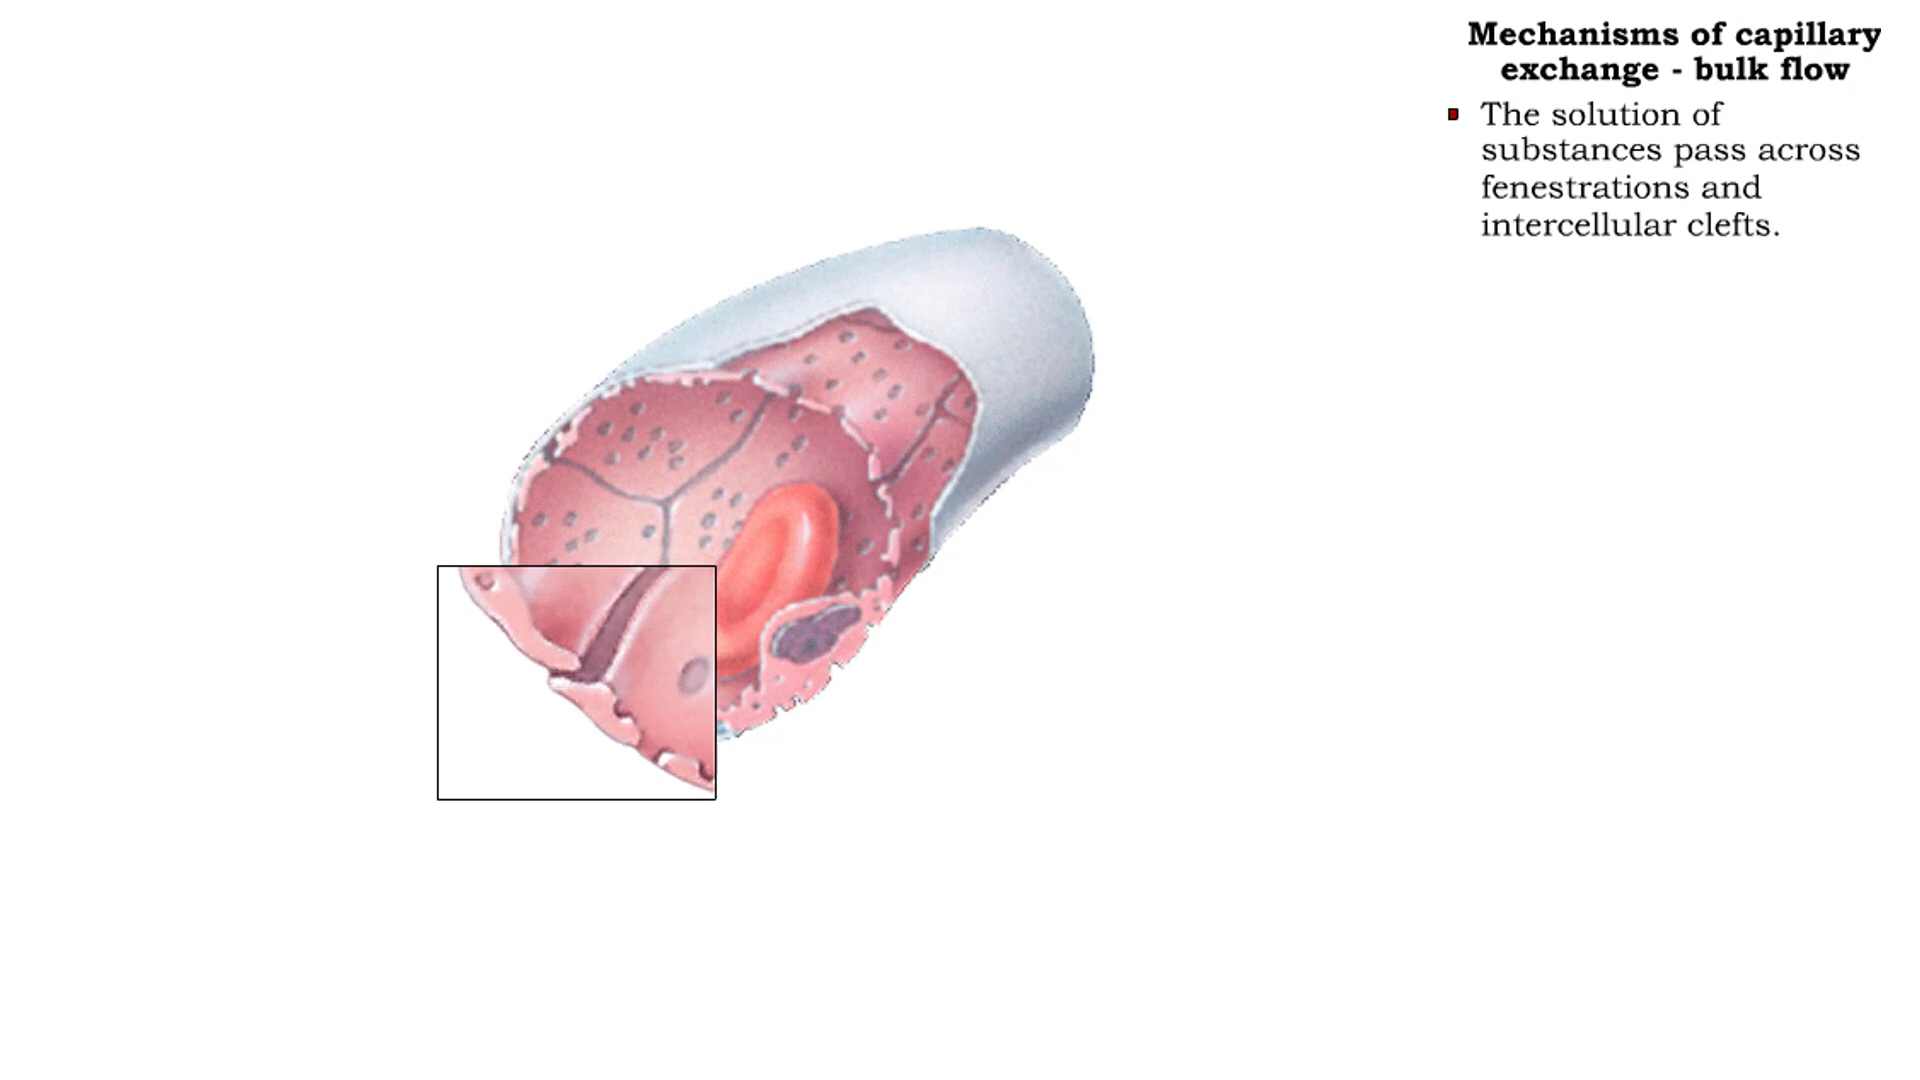 Mechanisms of capillary
exchange - bulk flow
The solution of
substances pass across
fenestrations and
intercellular clefts.